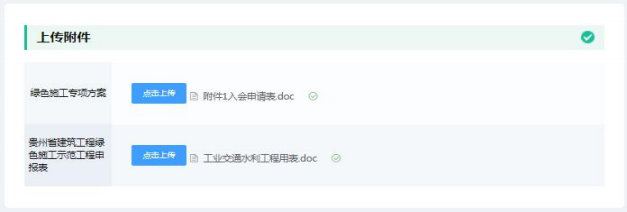 上传附件
绿色施工专项方案
点击上传 附件1入会申请表.doc
贵州省建筑工程绿
色施工示范工程申
报表
点击上传 工业交通水利工程用表.doc